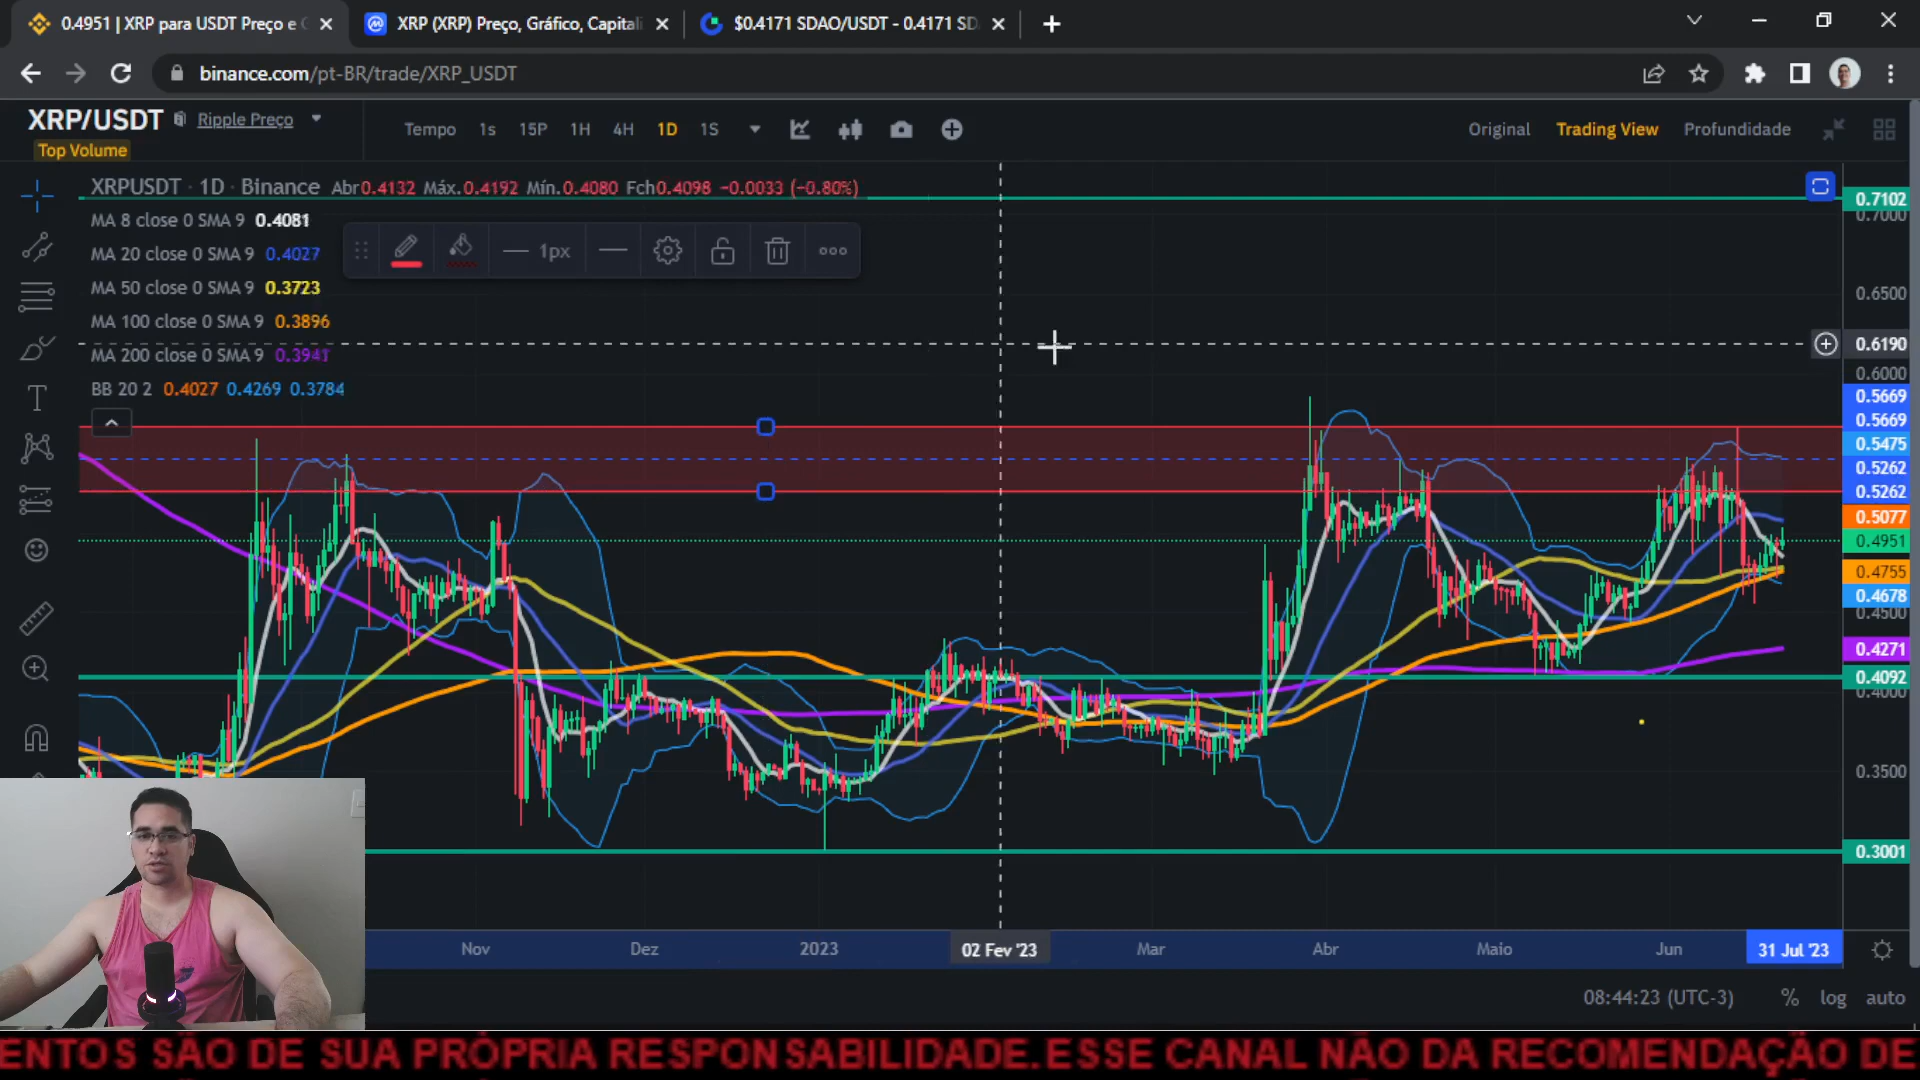 0.4951 | XRP para USDT Preço e G
XRP (XRP) Preço, Gráfico, Capitali
$0.4171 SDAO/USDT - 0.4171 SD
binance.com/pt-BR/trade/XRP_USDT
XRP/USDT
Ripple Preço
Top Volume
Tempo 1s 15P 1H 4H 1D 1S
Original Trading View Profundidade
XRPUSDT · 1D · Binance Abr0.4132 Máx.0.4192 Mín.0.4080 Fch0.4098 −0.0033 (−0.80%)
MA 8 close 0 SMA 9 0.4081
MA 20 close 0 SMA 9 0.4027
MA 50 close 0 SMA 9 0.3723
MA 100 close 0 SMA 9 0.3896
MA 200 close 0 SMA 9 0.3941
BB 20 2 0.4027 0.4269 0.3784
1px
0.7102
0.7000
0.6500
0.6190
0.6000
0.5669
0.5669
0.5475
0.5262
0.5262
0.5077
0.4951
0.4755
0.4678
0.4500
0.4271
0.4092
0.4000
0.3500
0.3001
Nov Dez 2023 02 Fev '23 Mar Abr Maio Jun 31 Jul '23
08:44:23 (UTC-3) % log auto
ENTOS SÃO DE SUA PRÓPRIA RESPONSABILIDADE.ESSE CANAL NÃO DA RECOMENDAÇÃO DE